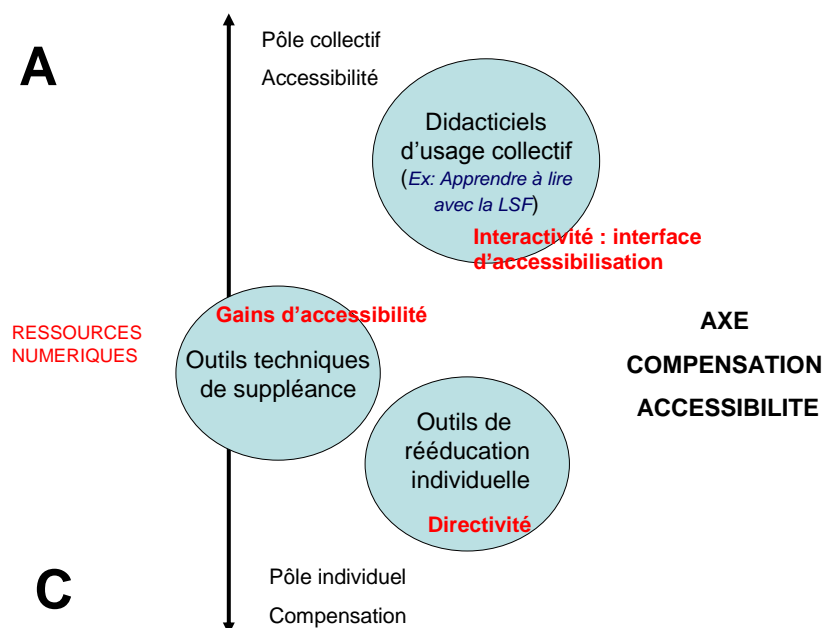 A
Pôle collectif
Accessibilité
Didacticiels
d'usage collectif
(Ex: Apprendre à lire
avec la LSF)
Interactivité : interface
d'accessibilisation
RESSOURCES
NUMERIQUES
Gains d'accessibilité
Outils techniques
de suppléance
AXE
COMPENSATION
ACCESSIBILITE
Outils de
rééducation
individuelle
Directivité
C
Pôle individuel
Compensation